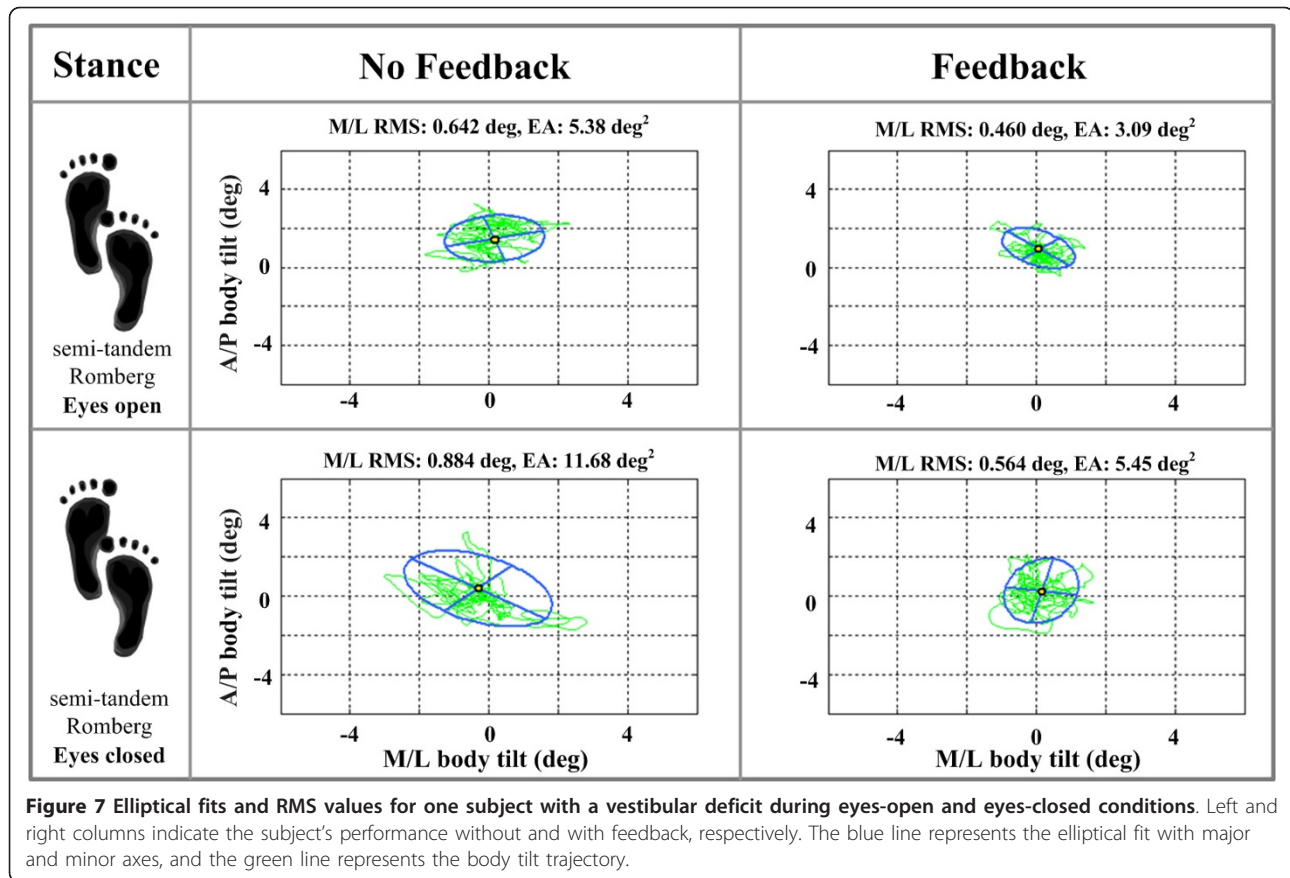 Stance
No Feedback
Feedback
semi-tandem
Romberg
Eyes open
M/L RMS: 0.642 deg, EA: 5.38 deg²
A/P body tilt (deg)
4
0
-4
-4 0 4
M/L RMS: 0.460 deg, EA: 3.09 deg²
4
0
-4
-4 0 4
semi-tandem
Romberg
Eyes closed
M/L RMS: 0.884 deg, EA: 11.68 deg²
A/P body tilt (deg)
4
0
-4
-4 0 4
M/L body tilt (deg)
M/L RMS: 0.564 deg, EA: 5.45 deg²
4
0
-4
-4 0 4
M/L body tilt (deg)
Figure 7 Elliptical fits and RMS values for one subject with a vestibular deficit during eyes-open and eyes-closed conditions. Left and
right columns indicate the subject's performance without and with feedback, respectively. The blue line represents the elliptical fit with major
and minor axes, and the green line represents the body tilt trajectory.